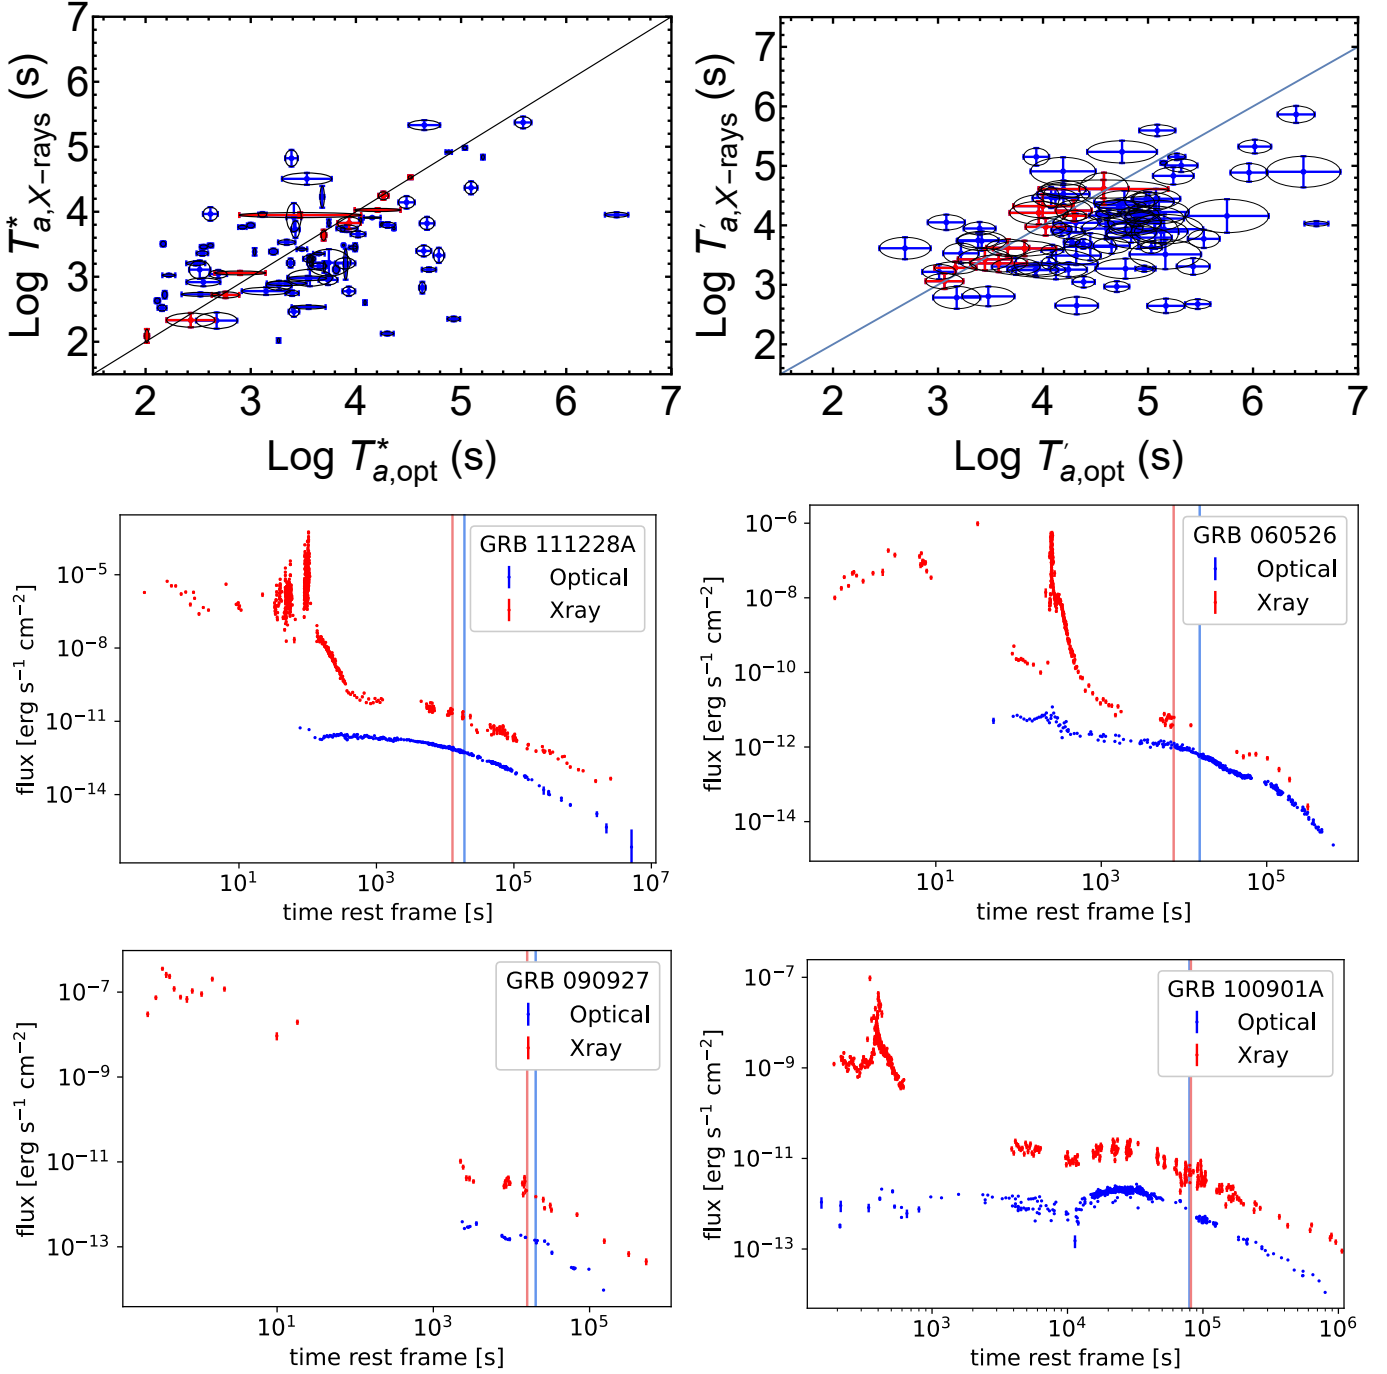 7
6
5
4
3
2
Log T*a,X−rays (s)
2 3 4 5 6 7
Log T*a,opt (s)
7
6
5
4
3
2
Log T′a,X−rays (s)
2 3 4 5 6 7
Log T′a,opt (s)
GRB 111228A
Optical
Xray
10⁻⁵
10⁻⁸
10⁻¹¹
10⁻¹⁴
flux [erg s⁻¹ cm⁻²]
10¹ 10³ 10⁵ 10⁷
time rest frame [s]
GRB 060526
Optical
Xray
10⁻⁶
10⁻⁸
10⁻¹⁰
10⁻¹²
10⁻¹⁴
flux [erg s⁻¹ cm⁻²]
10¹ 10³ 10⁵
time rest frame [s]
GRB 090927
Optical
Xray
10⁻⁷
10⁻⁹
10⁻¹¹
10⁻¹³
flux [erg s⁻¹ cm⁻²]
10¹ 10³ 10⁵
time rest frame [s]
GRB 100901A
Optical
Xray
10⁻⁷
10⁻⁹
10⁻¹¹
10⁻¹³
flux [erg s⁻¹ cm⁻²]
10³ 10⁴ 10⁵ 10⁶
time rest frame [s]